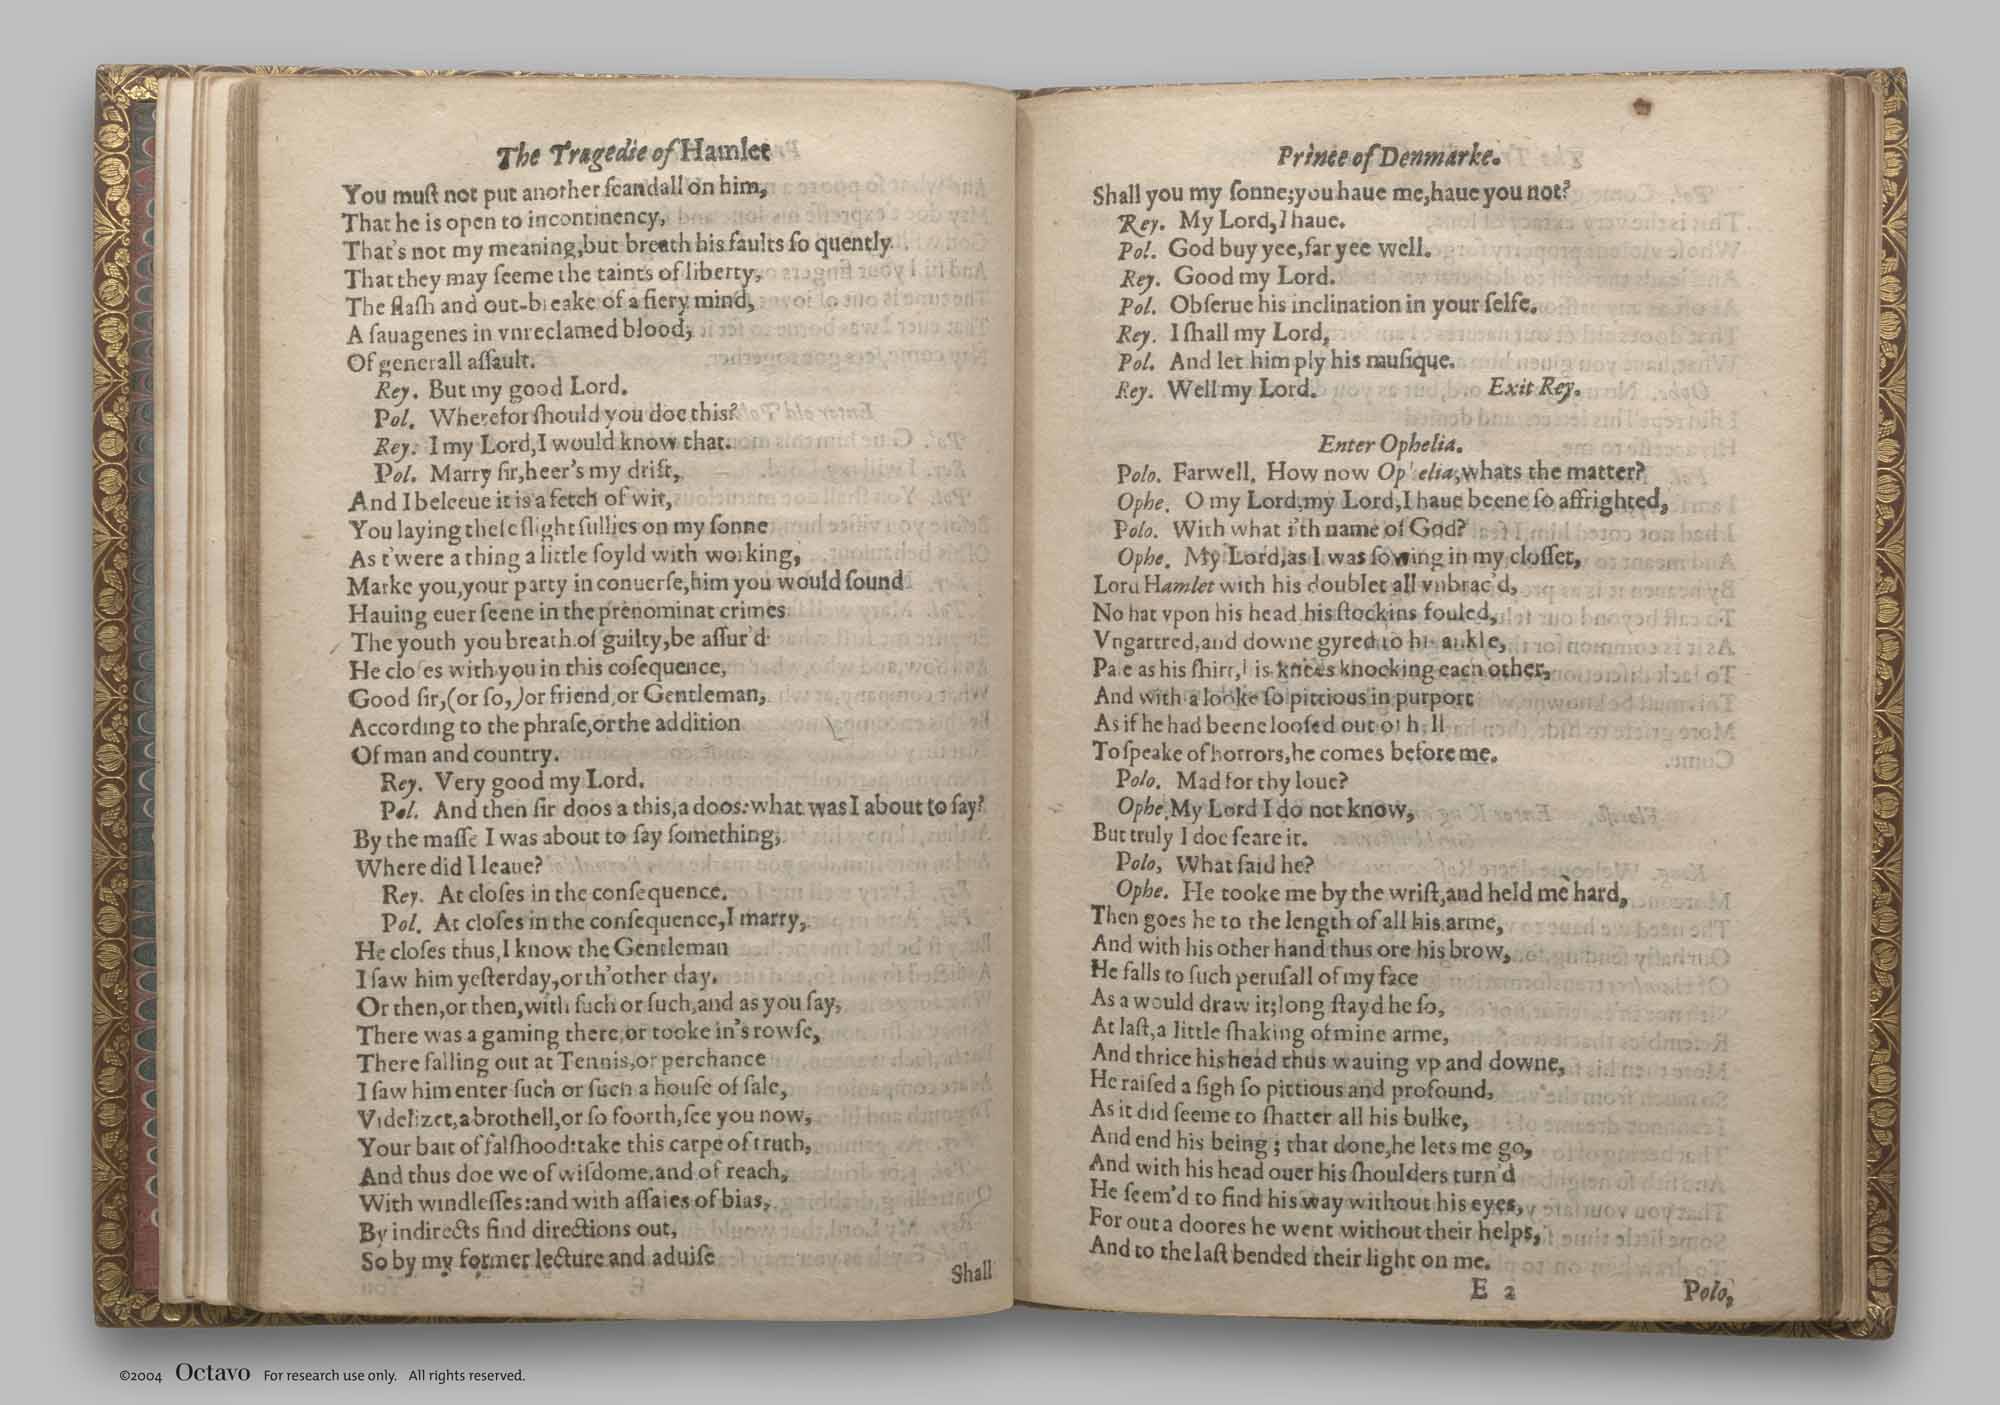 The Tragedie of Hamlet
You muſt not put another ſcandall on him,
That he is open to incontinency,
That's not my meaning,but breath his faults ſo quently
That they may ſeeme the taints of liberty,
The flaſh and out-breake of a fiery mind,
A ſauagenes in vnreclamed blood,
Of generall aſſault.
Rey. But my good Lord.
Pol. Wherefor ſhould you doe this?
Rey. I my Lord,I would know that.
Pol. Marry ſir,heer's my drift,
And I beleeue it is a fetch of wit,
You laying theſe ſlight ſullies on my ſonne
As t'were a thing a little ſoyld with working,
Marke you,your party in conuerſe,him you would ſound
Hauing euer ſeene in the prenominat crimes
The youth you breath of guilty,be aſſur'd
He cloſes with you in this coſequence,
Good ſir,(or ſo,)or friend,or Gentleman,
According to the phraſe,or the addition
Of man and country.
Rey. Very good my Lord.
Pol. And then ſir doos a this,a doos:what was I about to ſay?
By the maſſe I was about to ſay ſomething,
Where did I leaue?
Rey. At cloſes in the conſequence.
Pol. At cloſes in the conſequence,I marry,
He cloſes thus,I know the Gentleman
I ſaw him yeſterday,or th'other day.
Or then,or then,with ſuch or ſuch,and as you ſay,
There was a gaming there,or tooke in's rowſe,
There falling out at Tennis,or perchance
I ſaw him enter ſuch or ſuch a houſe of ſale,
Videlizet,a brothell,or ſo foorth,ſee you now,
Your bait of falſhood:take this carpe of truth,
And thus doe we of wiſdome,and of reach,
With windleſſes:and with aſſaies of bias,
By indirects find directions out,
So by my former lecture and aduiſe
Shall
Prince of Denmarke.
Shall you my ſonne;you haue me,haue you not?
Rey. My Lord,I haue.
Pol. God buy yee,far yee well.
Rey. Good my Lord.
Pol. Obſerue his inclination in your ſelfe.
Rey. I ſhall my Lord,
Pol. And let him ply his muſique.
Rey. Well my Lord. Exit Rey.
Enter Ophelia.
Polo. Farwell, How now Ophelia,whats the matter?
Ophe. O my Lord,my Lord,I haue beene ſo affrighted,
Polo. With what i'th name of God?
Ophe. My Lord,as I was ſowing in my cloſſet,
Lord Hamlet with his doublet all vnbrac'd,
No hat vpon his head,his ſtockins fouled,
Vngartred,and downe gyred to his ankle,
Pale as his ſhirt,his knees knocking each other,
And with a looke ſo pittious in purport
As if he had beene looſed out of hell
To ſpeake of horrors,he comes before me.
Polo. Mad for thy loue?
Ophe.My Lord I do not know,
But truly I doe feare it.
Polo, What ſaid he?
Ophe. He tooke me by the wriſt,and held me hard,
Then goes he to the length of all his arme,
And with his other hand thus ore his brow,
He falls to ſuch peruſall of my face
As a would draw it;long ſtayd he ſo,
At laſt,a little ſhaking of mine arme,
And thrice his head thus wauing vp and downe,
He raiſed a ſigh ſo pittious and profound,
As it did ſeeme to ſhatter all his bulke,
And end his being; that done,he lets me go,
And with his head ouer his ſhoulders turn'd
He ſeem'd to find his way without his eyes,
For out a doores he went without their helps,
And to the laſt bended their light on me.
E 2
Polo,
©2004 Octavo For research use only. All rights reserved.